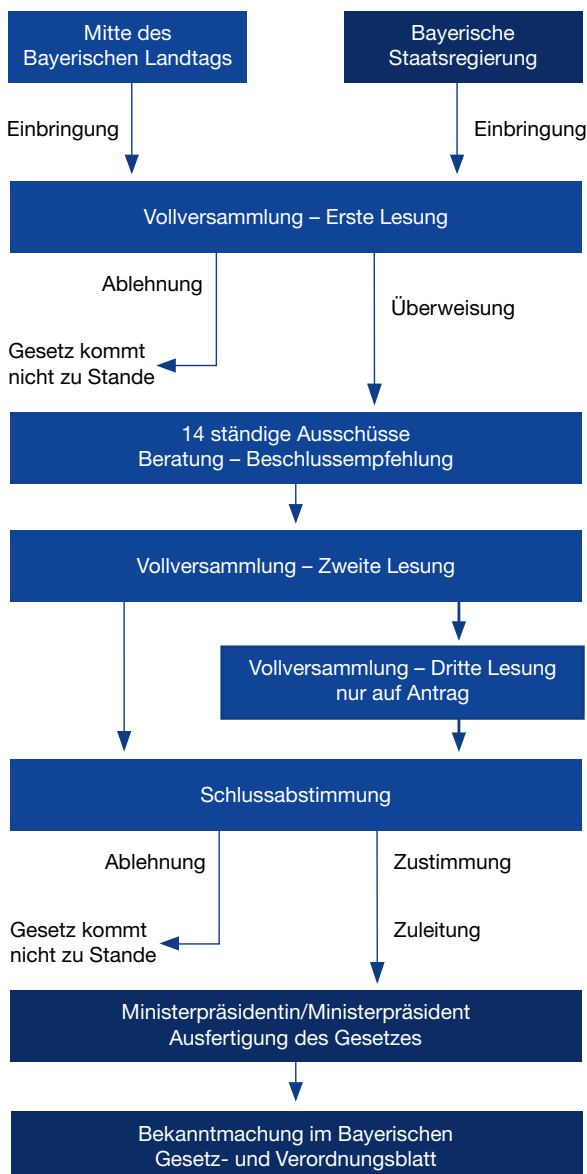 Mitte des
Bayerischen Landtags
Bayerische
Staatsregierung
Einbringung
Einbringung
Vollversammlung – Erste Lesung
Ablehnung
Überweisung
Gesetz kommt
nicht zu Stande
14 ständige Ausschüsse
Beratung – Beschlussempfehlung
Vollversammlung – Zweite Lesung
Vollversammlung – Dritte Lesung
nur auf Antrag
Schlussabstimmung
Ablehnung
Zustimmung
Gesetz kommt
nicht zu Stande
Zuleitung
Ministerpräsidentin/Ministerpräsident
Ausfertigung des Gesetzes
Bekanntmachung im Bayerischen
Gesetz- und Verordnungsblatt